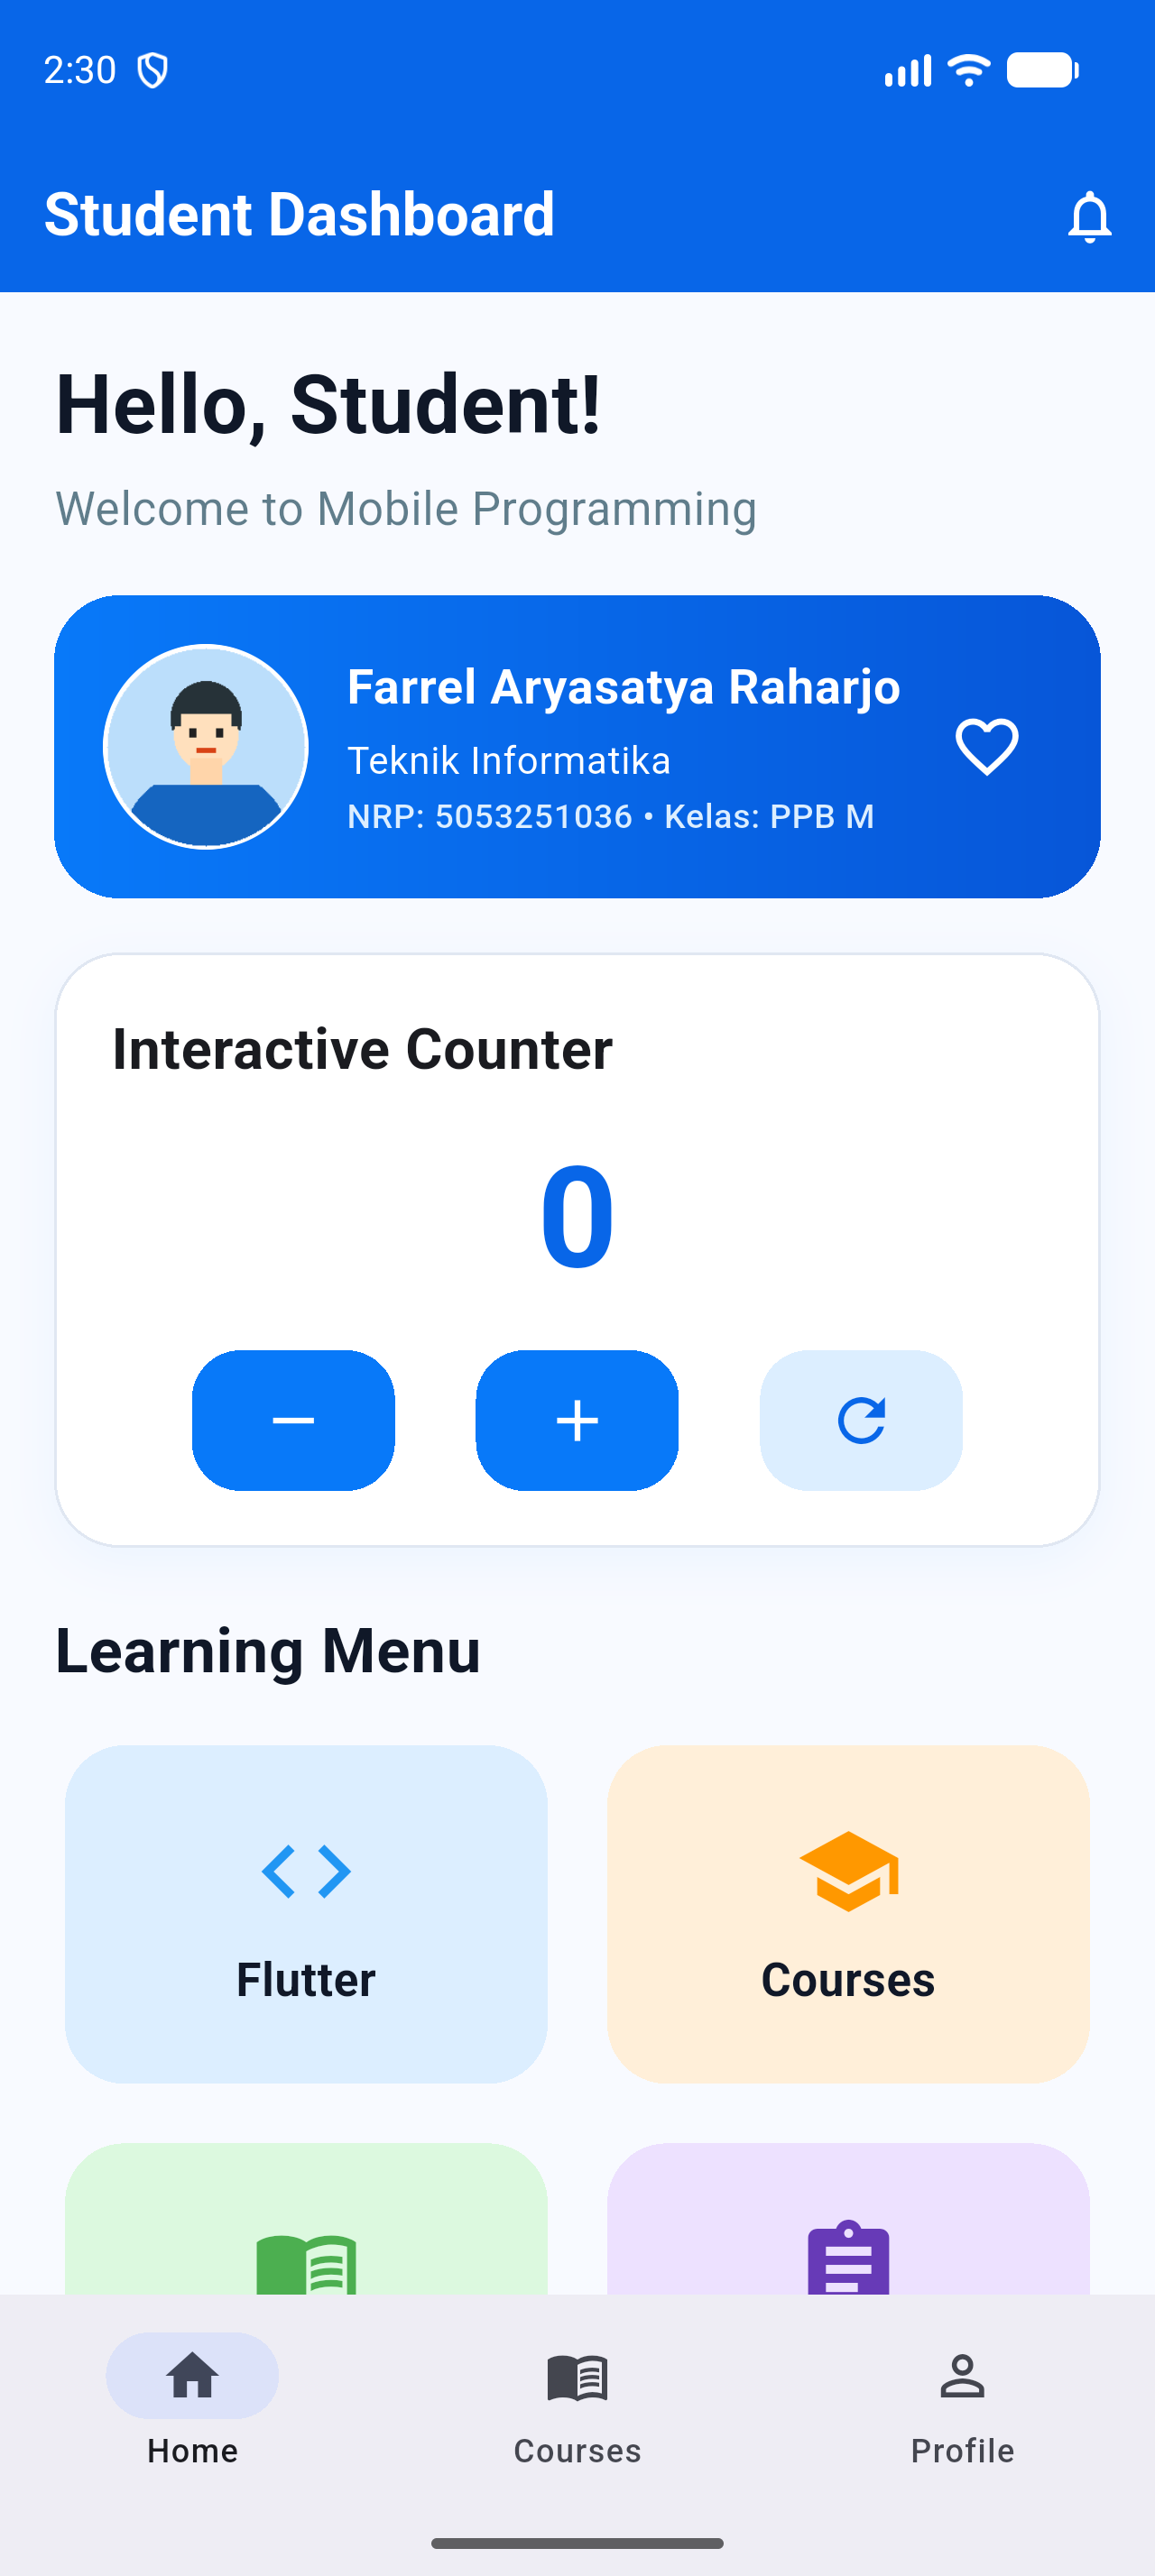 2:30
Student Dashboard
Hello, Student!
Welcome to Mobile Programming
Farrel Aryasatya Raharjo
Teknik Informatika
NRP: 5053251036 • Kelas: PPB M
Interactive Counter
0
Learning Menu
Flutter
Courses
Home
Courses
Profile